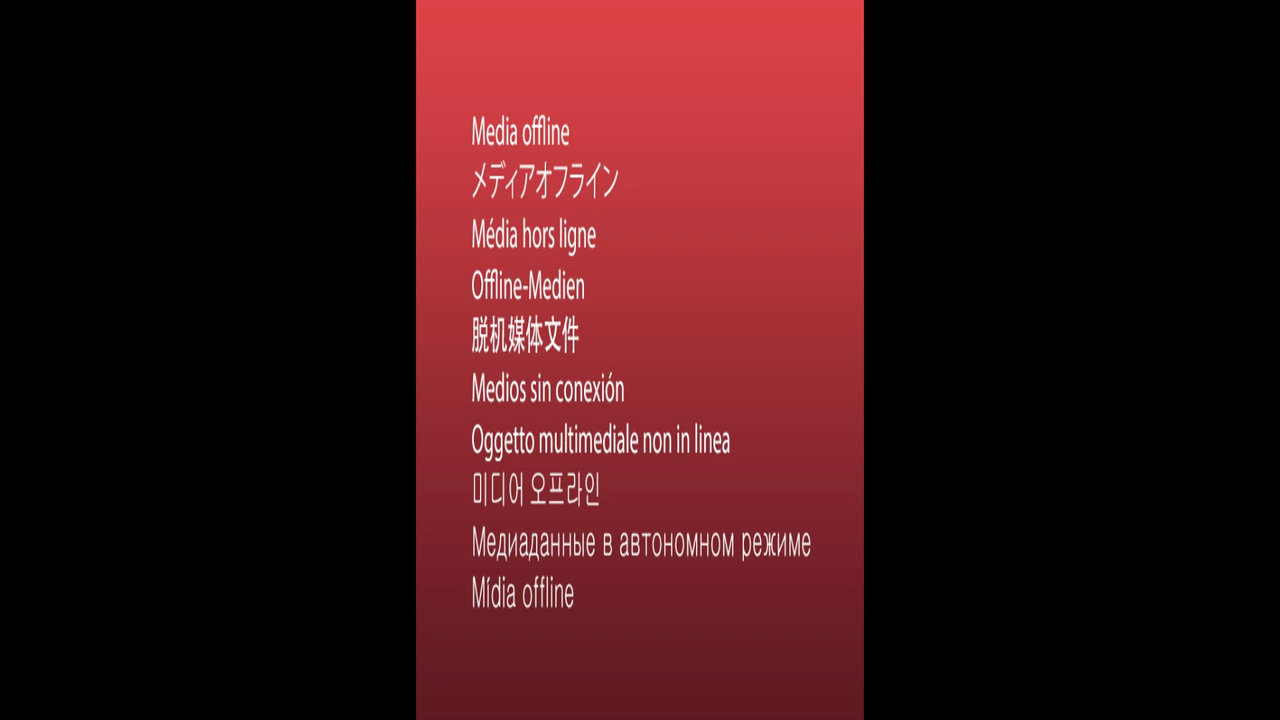 Media offline
メディアオフライン
Média hors ligne
Offline-Medien
脱机媒体文件
Medios sin conexión
Oggetto multimediale non in linea
미디어 오프라인
Медиаданные в автономном режиме
Mídia offline